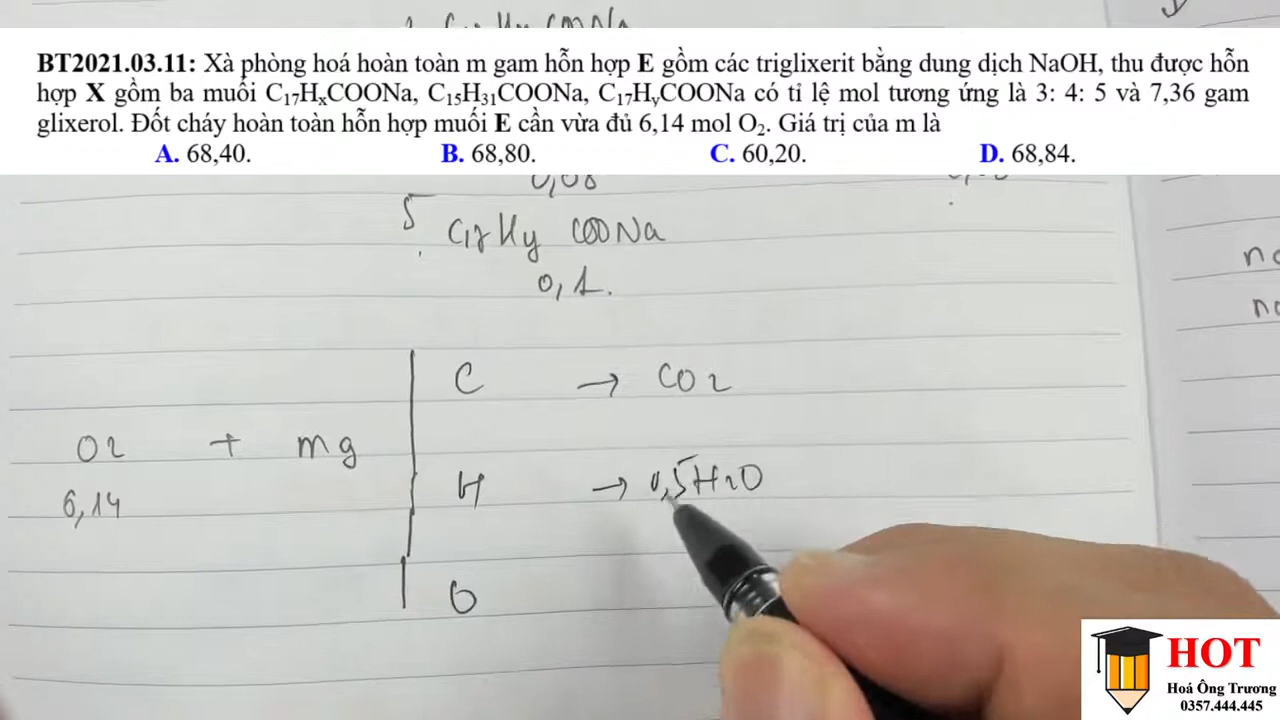 BT2021.03.11: Xà phòng hoá hoàn toàn m gam hỗn hợp E gồm các triglixerit bằng dung dịch NaOH, thu được hỗn
hợp X gồm ba muối C₁₇HₓCOONa, C₁₅H₃₁COONa, C₁₇HᵧCOONa có tỉ lệ mol tương ứng là 3: 4: 5 và 7,36 gam
glixerol. Đốt cháy hoàn toàn hỗn hợp muối E cần vừa đủ 6,14 mol O₂. Giá trị của m là
A. 68,40. B. 68,80. C. 60,20. D. 68,84.
0,08
5 C17Hy COONa
0,1.
C → CO2
O2 + mg
H → 0,5H2O
6,14
O
HOT
Hoá Ông Trương
0357.444.445